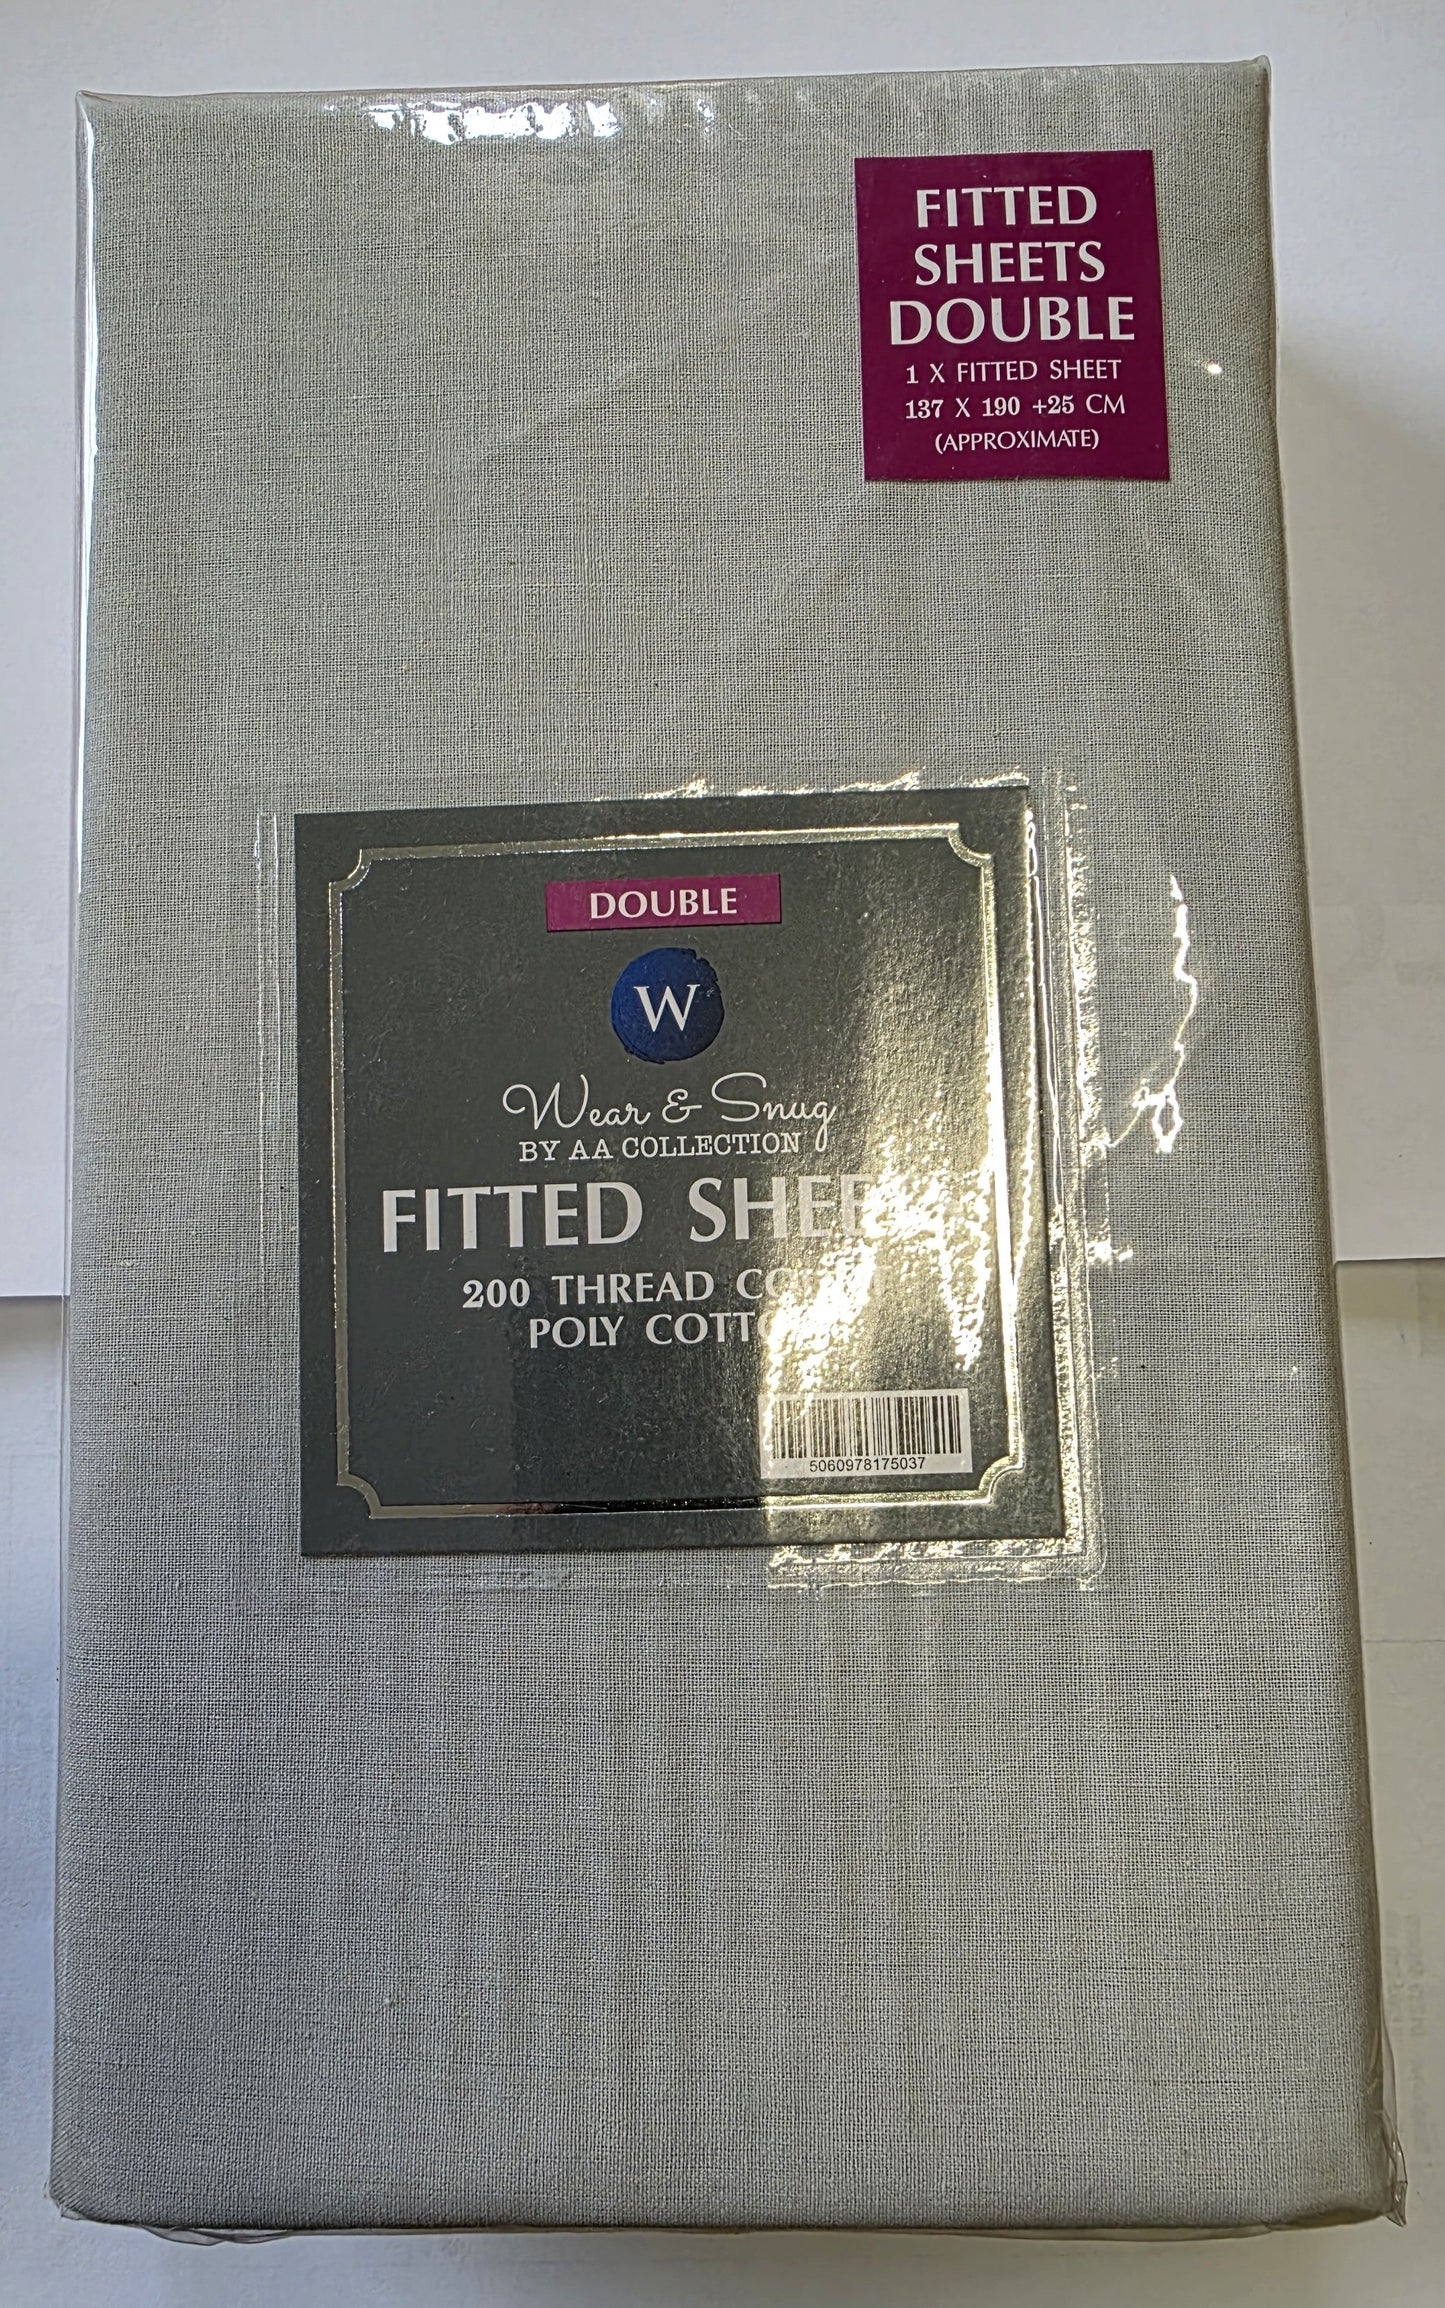 FITTED
SHEETS
DOUBLE
1 X FITTED SHEET
137 X 190 +25 CM
(APPROXIMATE)
DOUBLE
W
Wear & Snug
BY AA COLLECTION
FITTED
200 THREAD
POLY
5060978175037